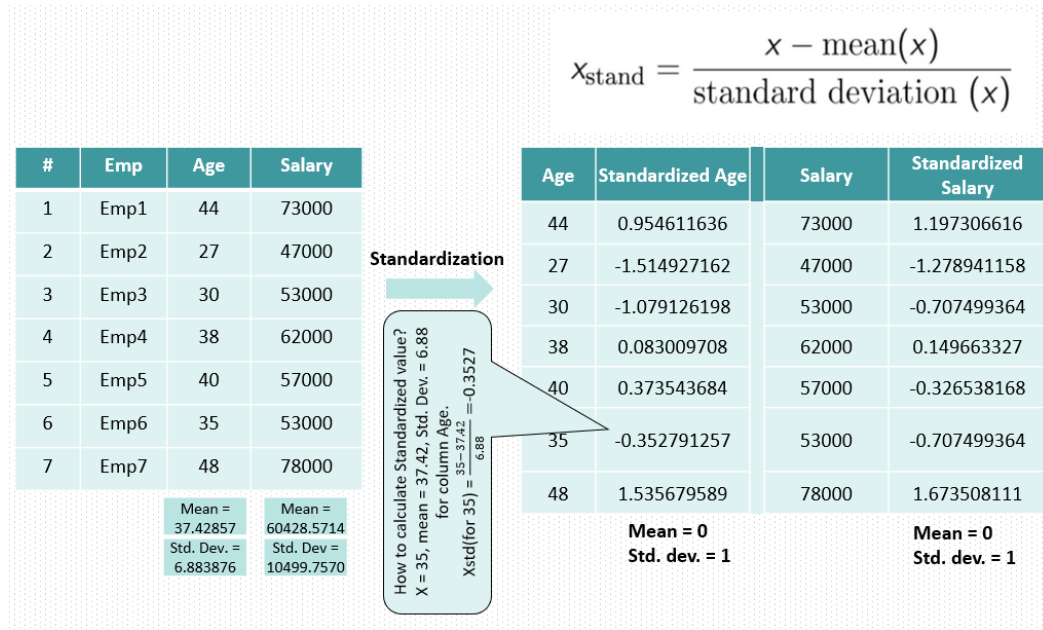 x_stand = (x – mean(x)) / (standard deviation (x))
# Emp Age Salary
1 Emp1 44 73000
2 Emp2 27 47000
3 Emp3 30 53000
4 Emp4 38 62000
5 Emp5 40 57000
6 Emp6 35 53000
7 Emp7 48 78000
Mean =
37.42857
Std. Dev. =
6.883876
Mean =
60428.5714
Std. Dev =
10499.7570
Standardization
How to calculate Standardized value?
X = 35, mean = 37.42, Std. Dev. = 6.88
for column Age.
Xstd(for 35) = (35−37.42) / 6.88 =-0.3527
Age Standardized Age Salary Standardized
Salary
44 0.954611636 73000 1.197306616
27 -1.514927162 47000 -1.278941158
30 -1.079126198 53000 -0.707499364
38 0.083009708 62000 0.149663327
40 0.373543684 57000 -0.326538168
35 -0.352791257 53000 -0.707499364
48 1.535679589 78000 1.673508111
Mean = 0
Std. dev. = 1
Mean = 0
Std. dev. = 1